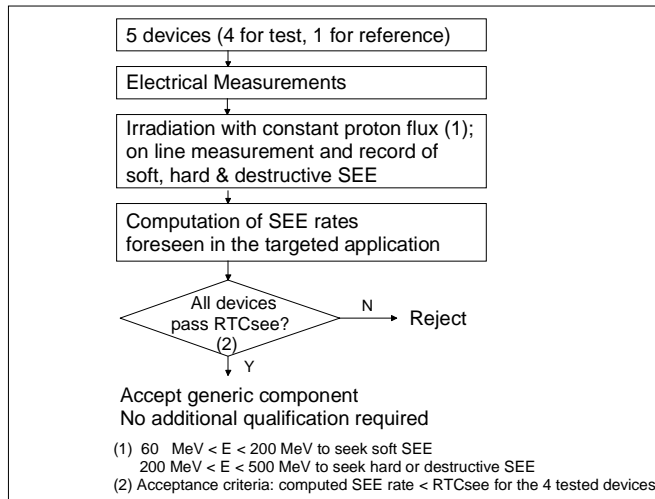 5 devices (4 for test, 1 for reference)
Electrical Measurements
Irradiation with constant proton flux (1);
on line measurement and record of
soft, hard & destructive SEE
Computation of SEE rates
foreseen in the targeted application
All devices
pass RTCsee?
(2)
N
Reject
Y
Accept generic component
No additional qualification required
(1) 60 MeV < E < 200 MeV to seek soft SEE
200 MeV < E < 500 MeV to seek hard or destructive SEE
(2) Acceptance criteria: computed SEE rate < RTCsee for the 4 tested devices